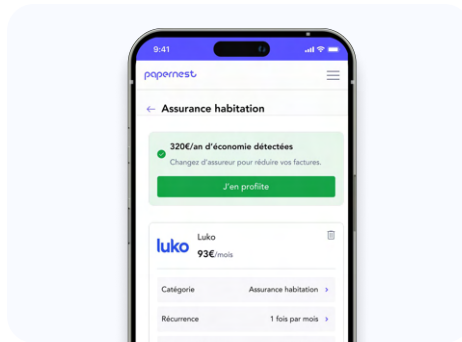 9:41
papernest
← Assurance habitation
320€/an d'économie détectées
Changez d'assureur pour réduire vos factures.
J'en profiite
luko
Luko
93€/mois
Catégorie Assurance habitation >
Récurrence 1 fois par mois >